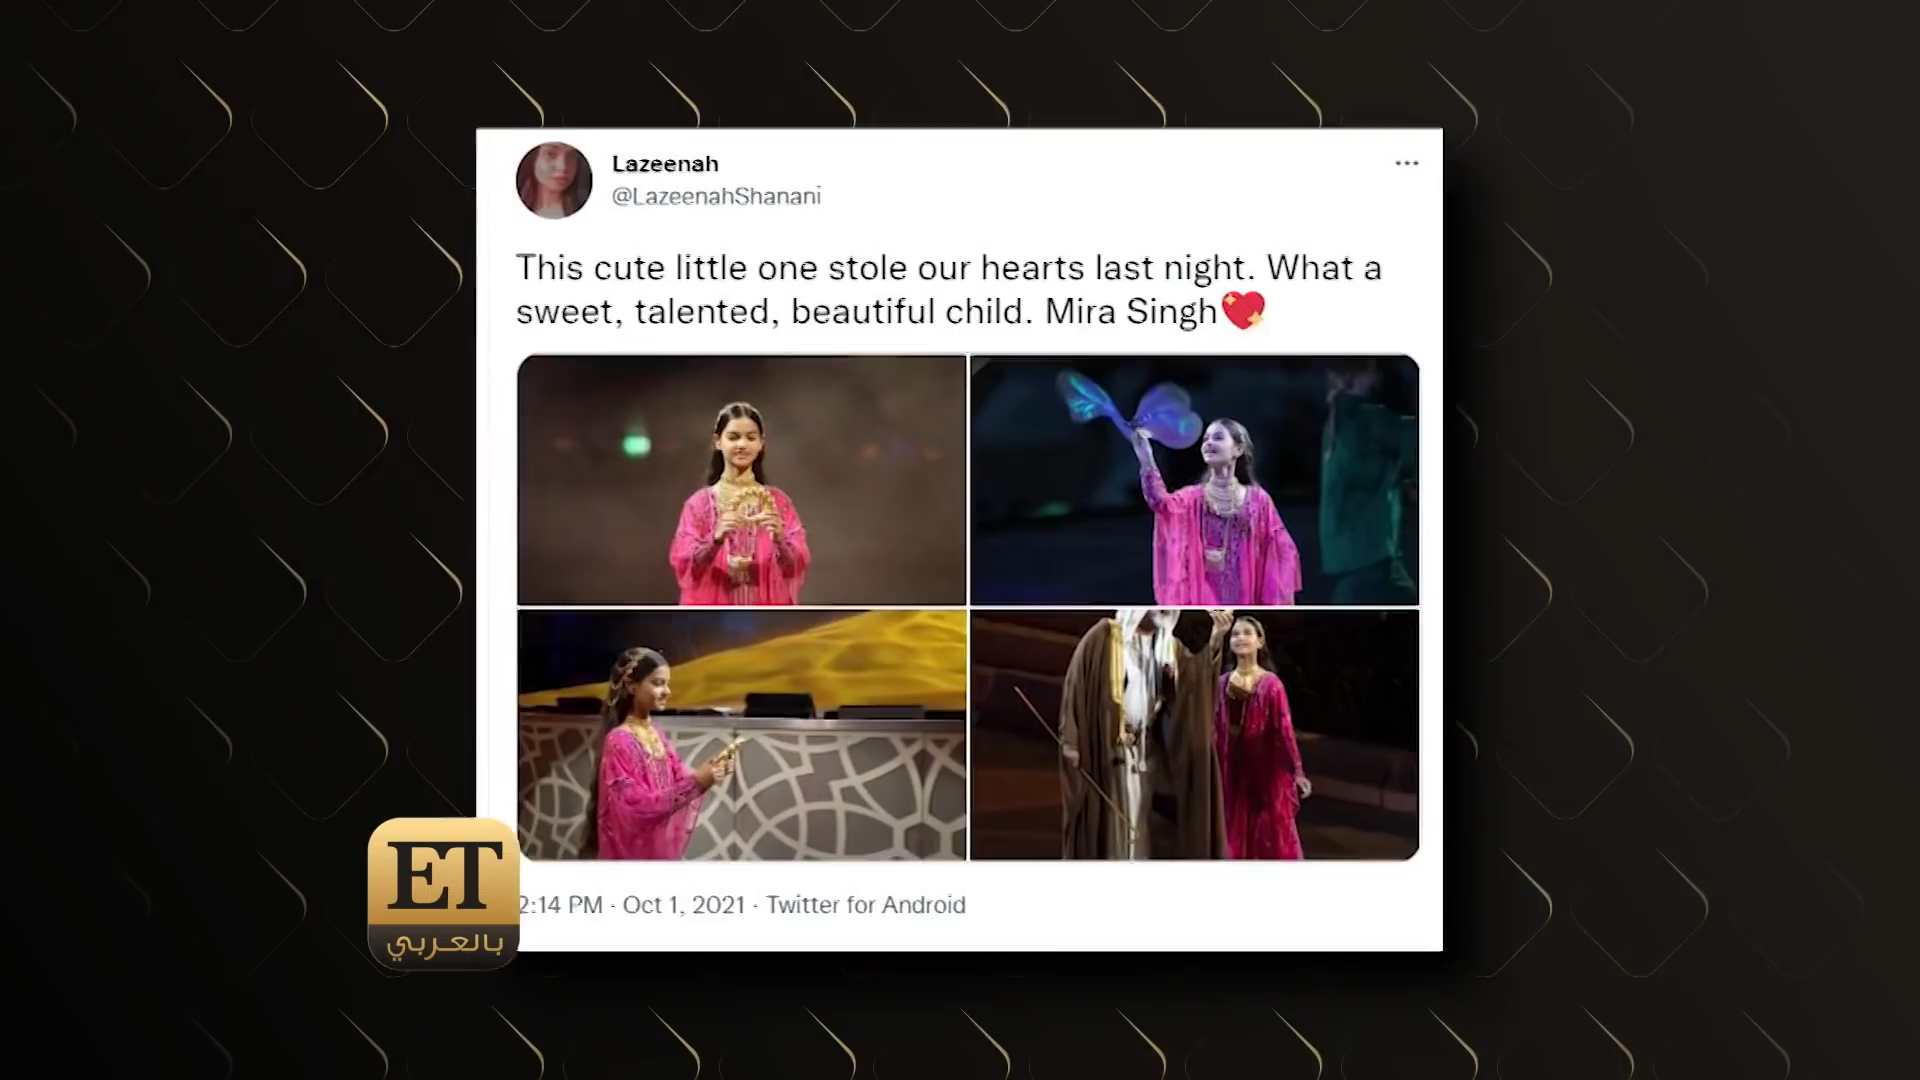 Lazeenah
@LazeenahShanani
This cute little one stole our hearts last night. What a
sweet, talented, beautiful child. Mira Singh💖
2:14 PM · Oct 1, 2021 · Twitter for Android
ET
بالعربي